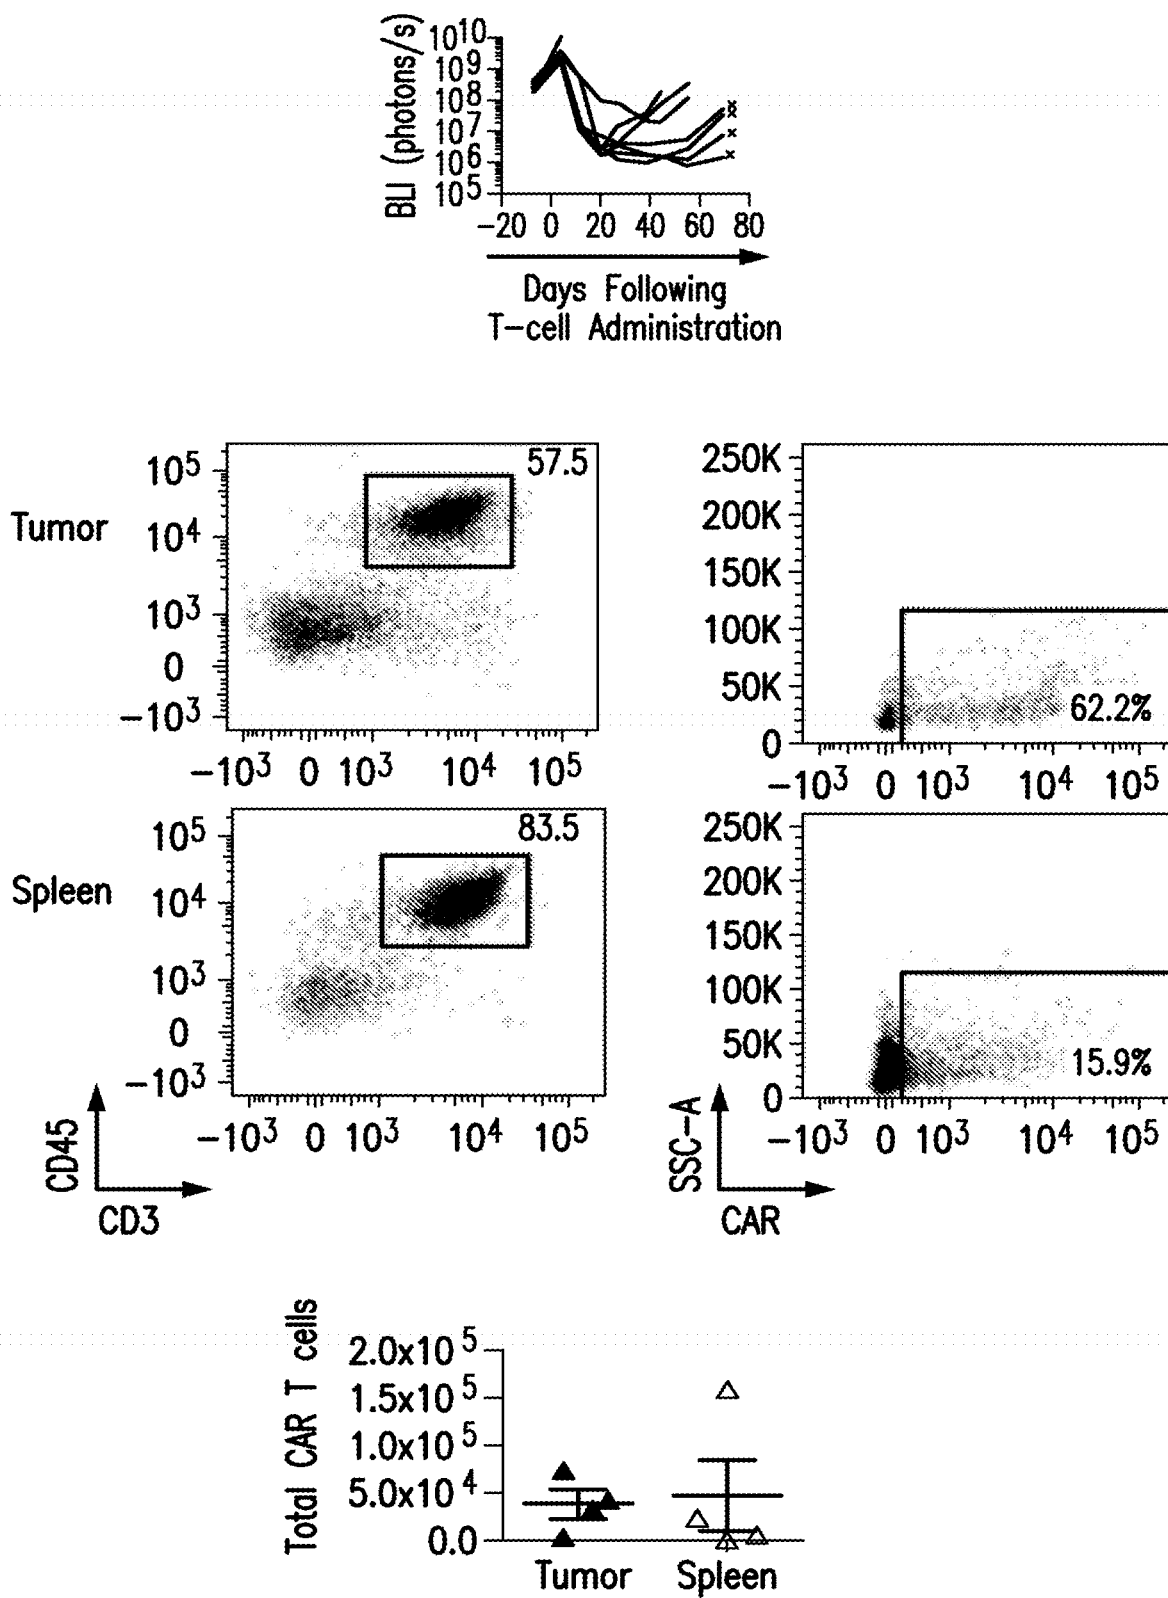 BLI (photons/s)
10^10
10^9
10^8
10^7
10^6
10^5
x
x
x
x
-20 0 20 40 60 80
Days Following
T-cell Administration
Tumor
10^5
10^4
10^3
0
-10^3
57.5
-10^3 0 10^3 10^4 10^5
250K
200K
150K
100K
50K
0
62.2%
-10^3 0 10^3 10^4 10^5
Spleen
10^5
10^4
10^3
0
-10^3
83.5
-10^3 0 10^3 10^4 10^5
CD45
CD3
250K
200K
150K
100K
50K
0
15.9%
-10^3 0 10^3 10^4 10^5
SSC-A
CAR
Total CAR T cells
2.0x10^5
1.5x10^5
1.0x10^5
5.0x10^4
0.0
Tumor Spleen